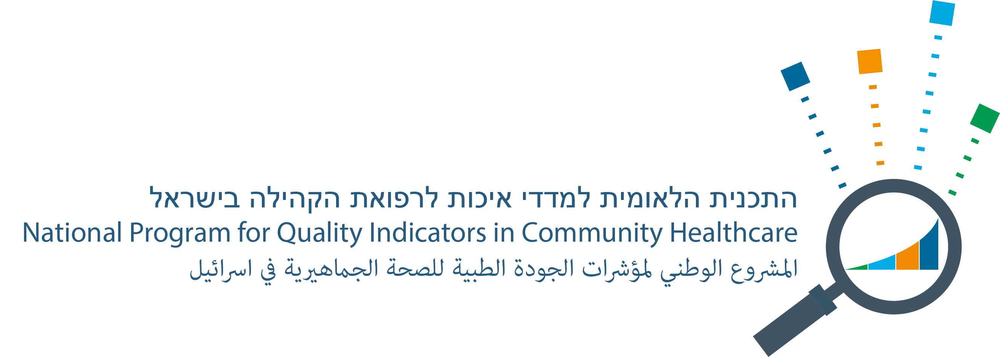 התכנית הלאומית למדדי איכות לרפואת הקהילה בישראל
National Program for Quality Indicators in Community Healthcare
المشروع الوطني لمؤشرات الجودة الطبية للصحة الجماهيرية في اسرائيل